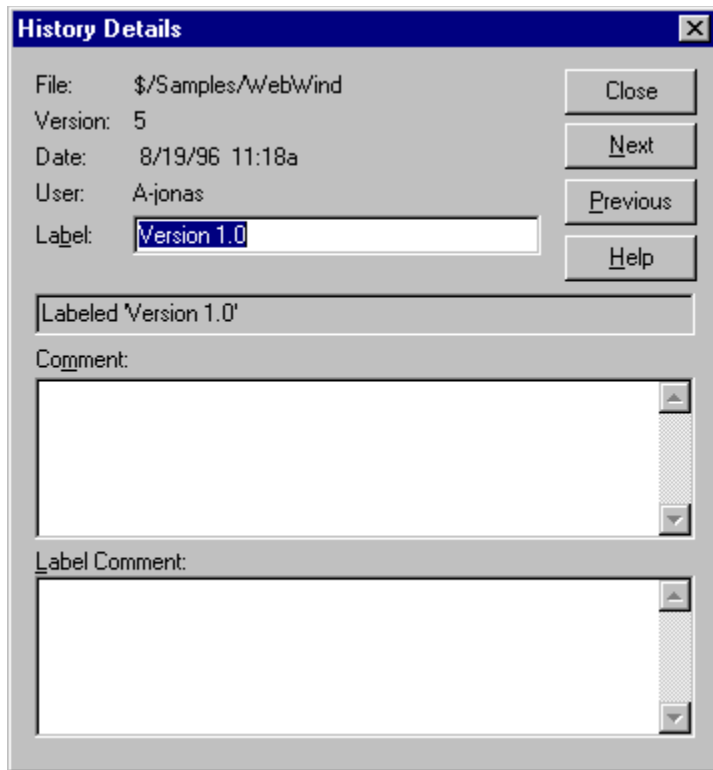 History Details
File: $/Samples/WebWind
Close
Version: 5
Next
Date: 8/19/96 11:18a
User: A-jonas
Previous
Label: Version 1.0
Help
Labeled 'Version 1.0'
Comment:
Label Comment: